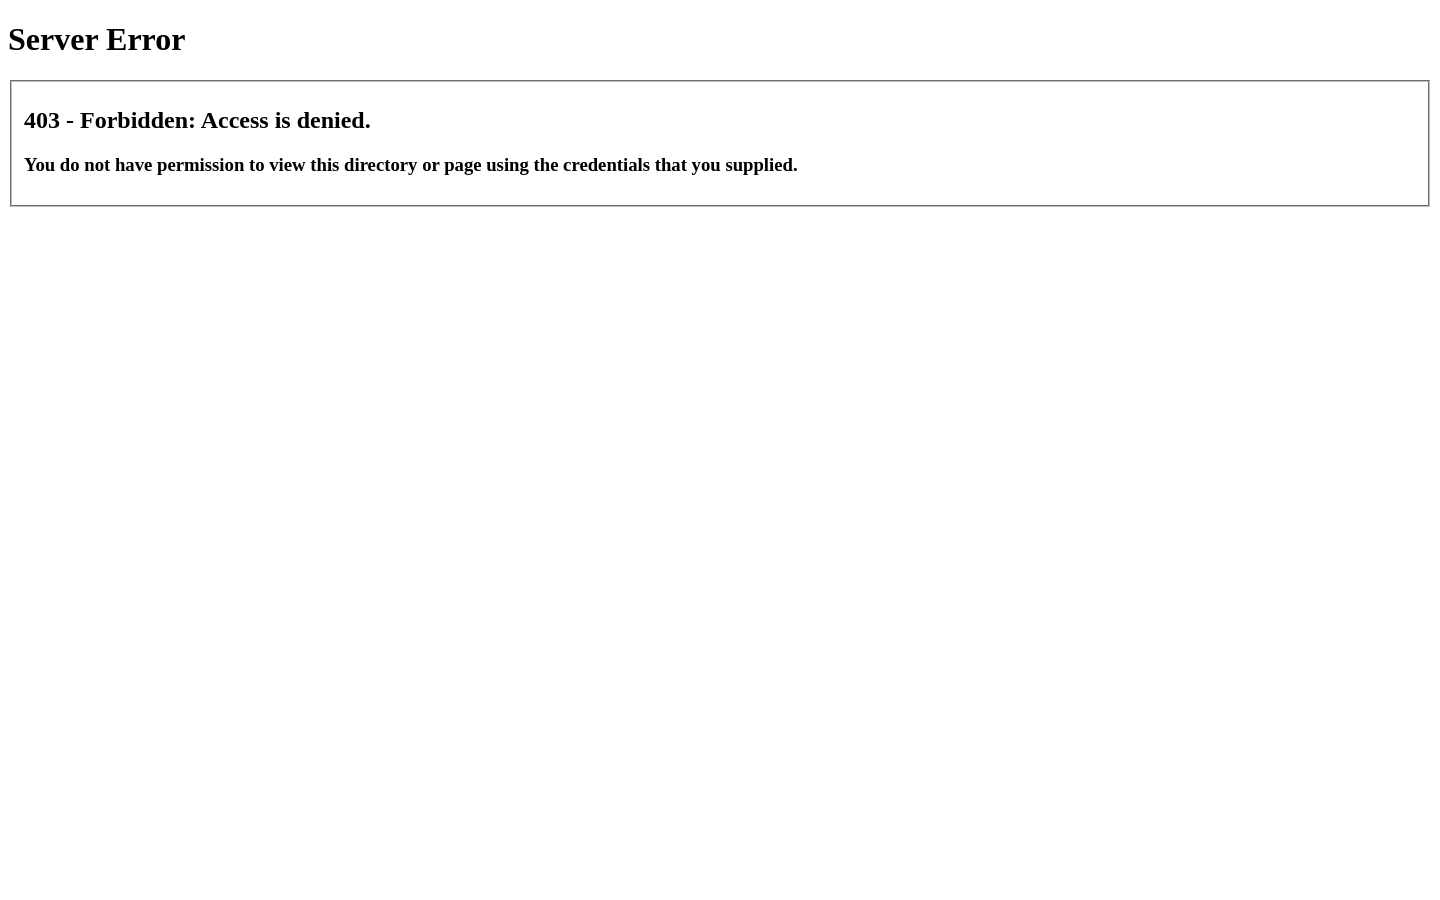 Server Error
403 - Forbidden: Access is denied.
You do not have permission to view this directory or page using the credentials that you supplied.